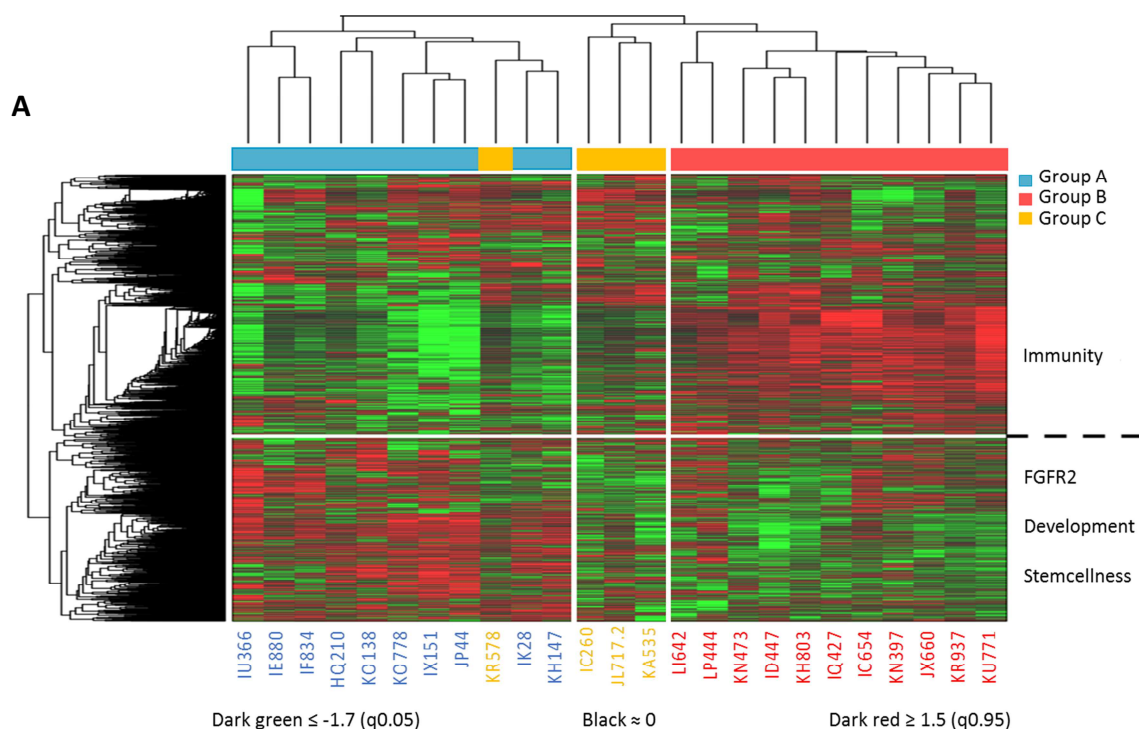 A
Group A
Group B
Group C
Immunity
FGFR2
Development
Stemcellness
IU366
IE880
IF834
HQ210
KO138
KO778
IX151
JP44
KR578
IK28
KH147
IC260
JL717.2
KA535
LI642
LP444
KN473
ID447
KH803
IQ427
IC654
KN397
JX660
KR937
KU771
Dark green ≤ -1.7 (q0.05) Black ≈ 0 Dark red ≥ 1.5 (q0.95)